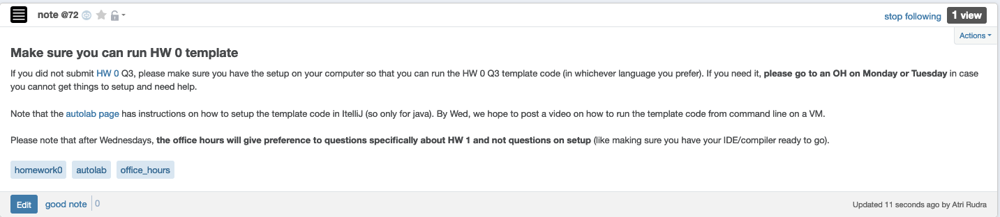 note @72
stop following 1 view
Actions
Make sure you can run HW 0 template
If you did not submit HW 0 Q3, please make sure you have the setup on your computer so that you can run the HW 0 Q3 template code (in whichever language you prefer). If you need it, please go to an OH on Monday or Tuesday in case
you cannot get things to setup and need help.
Note that the autolab page has instructions on how to setup the template code in ItelliJ (so only for java). By Wed, we hope to post a video on how to run the template code from command line on a VM.
Please note that after Wednesdays, the office hours will give preference to questions specifically about HW 1 and not questions on setup (like making sure you have your IDE/compiler ready to go).
homework0 autolab office_hours
Edit good note 0
Updated 11 seconds ago by Atri Rudra